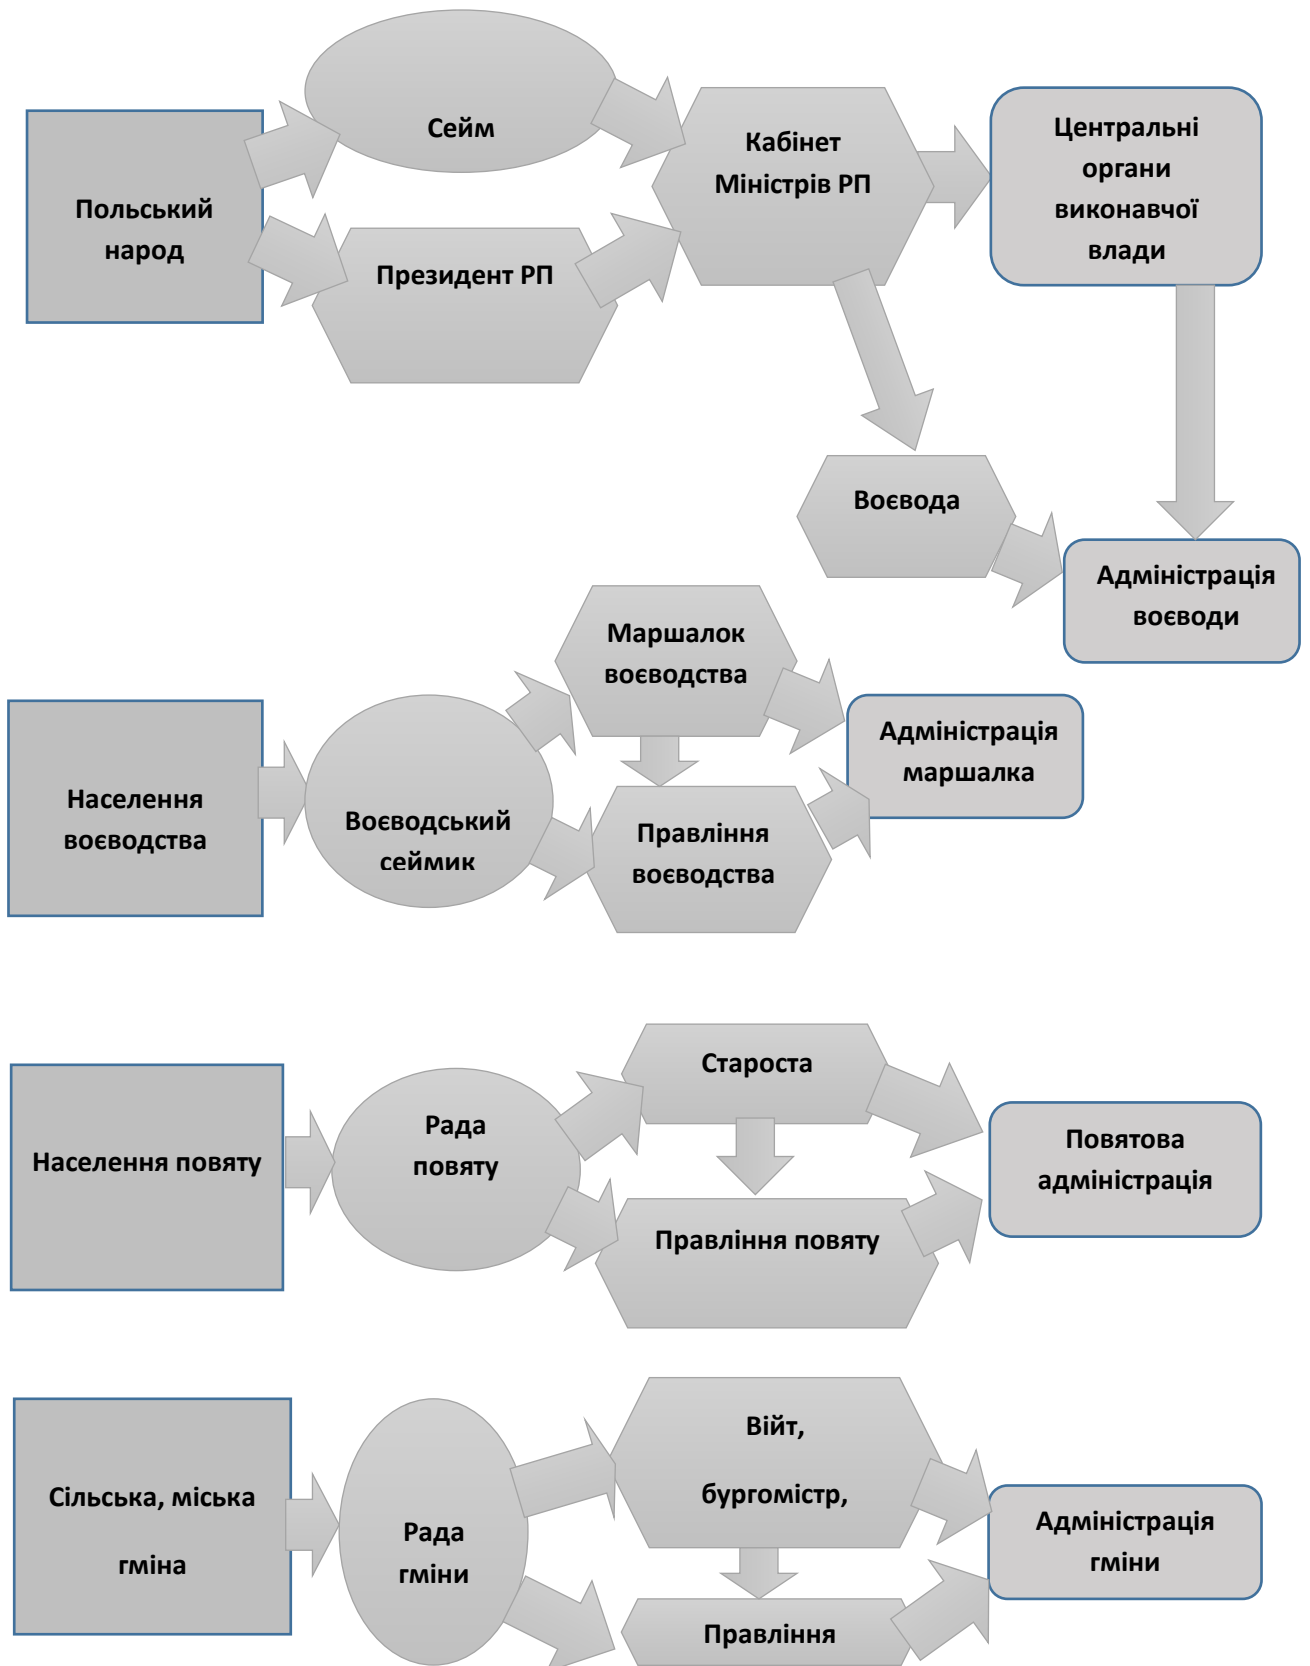 Сейм
Польський
народ
Президент РП
Кабінет
Міністрів РП
Центральні
органи
виконавчої
влади
Воєвода
Адміністрація
воєводи
Населення
воєводства
Воєводський
сеймик
Маршалок
воєводства
Правління
воєводства
Адміністрація
маршалка
Населення повяту
Рада
повяту
Староста
Правління повяту
Повятова
адміністрація
Сільська, міська
гміна
Рада
гміни
Війт,
бургомістр,
Правління
Адміністрація
гміни